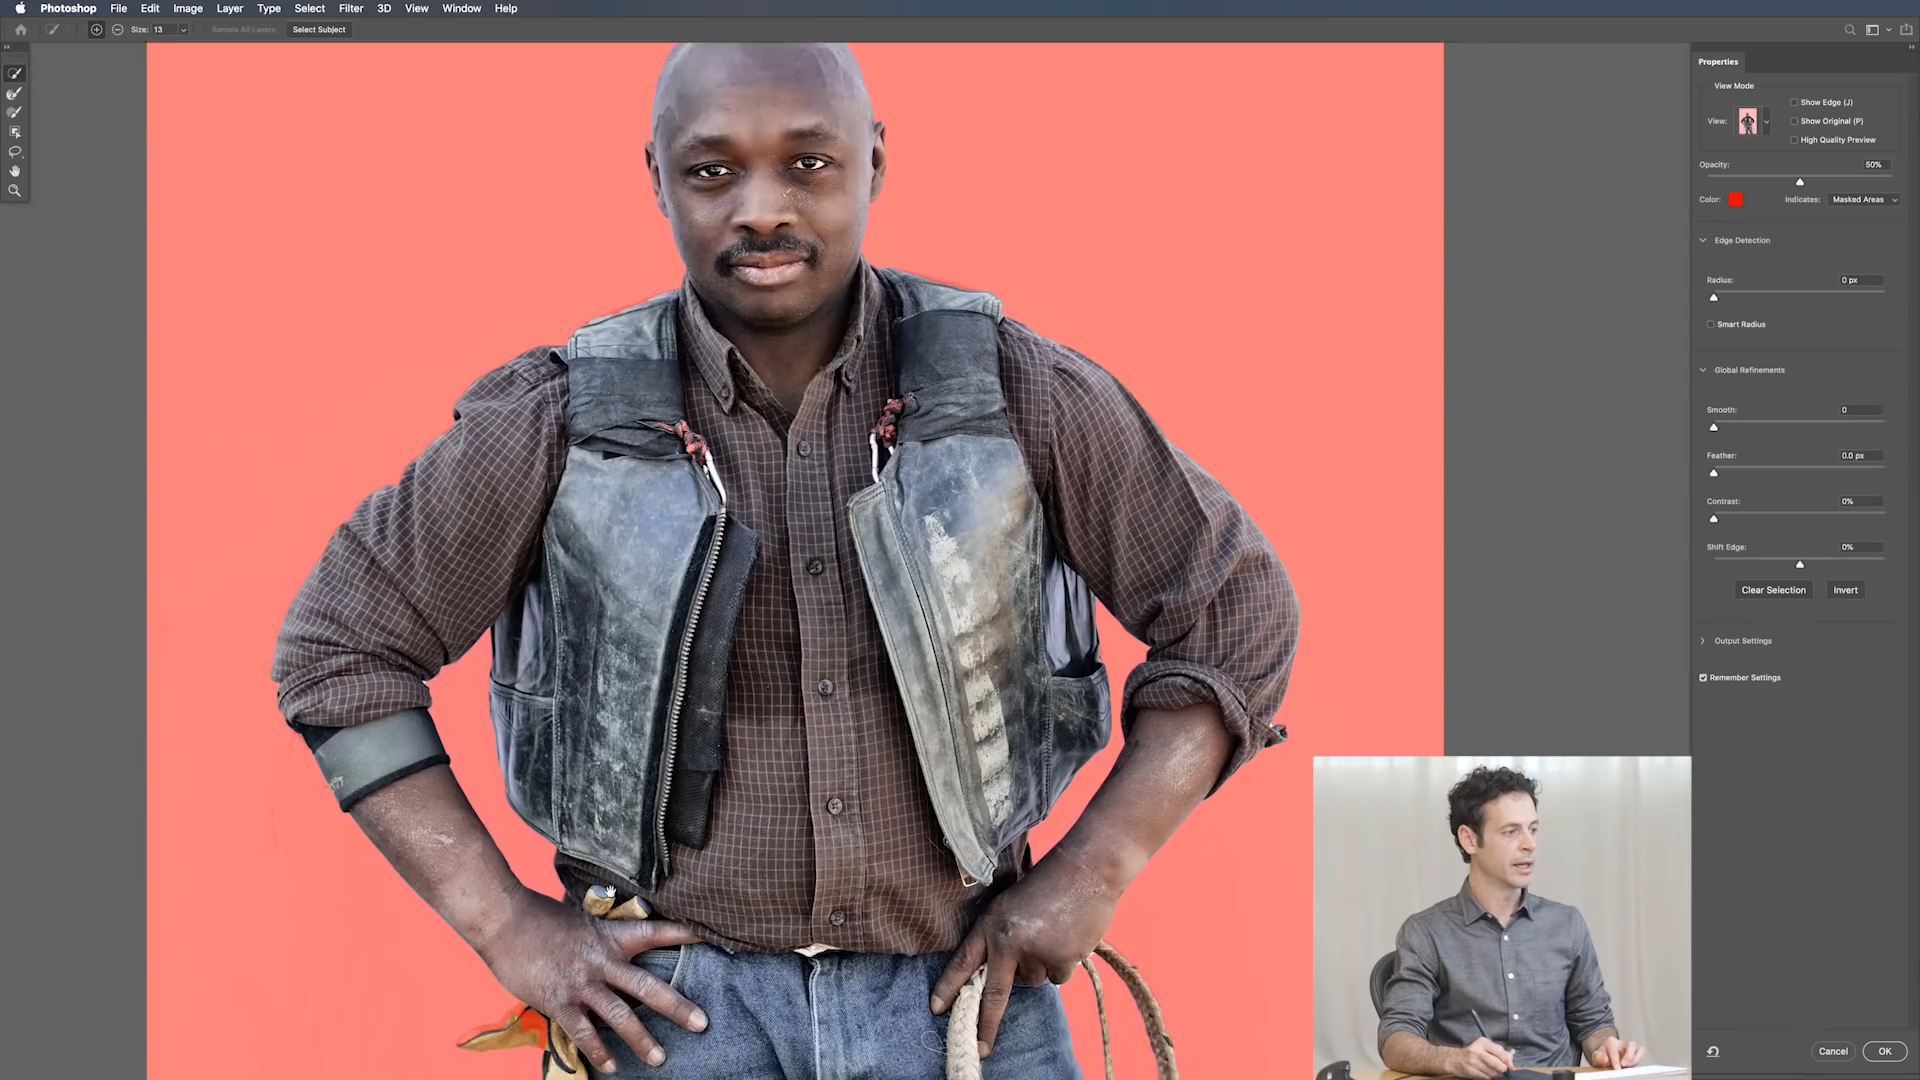 Photoshop File Edit Image Layer Type Select Filter 3D View Window Help
Size: 13 Sample All Layers Select Subject
Properties
View Mode
View:
Show Edge (J)
Show Original (P)
High Quality Preview
Opacity: 50%
Color: Indicates: Masked Areas
Edge Detection
Radius: 0 px
Smart Radius
Global Refinements
Smooth: 0
Feather: 0.0 px
Contrast: 0%
Shift Edge: 0%
Clear Selection Invert
Output Settings
Remember Settings
Cancel OK